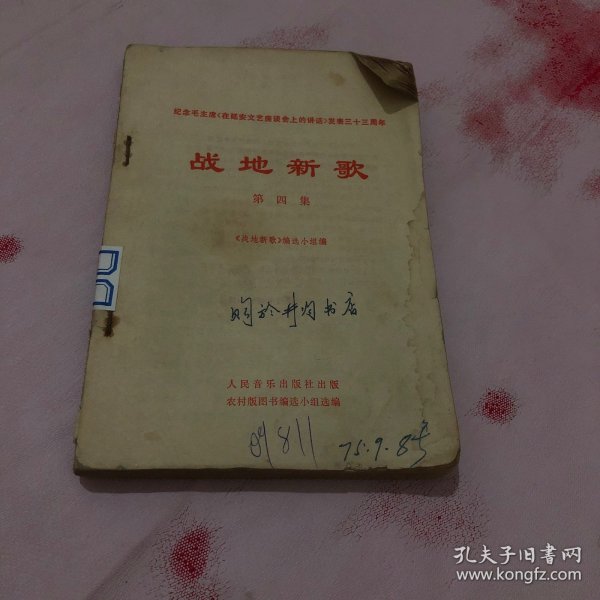 纪念毛主席《在延安文艺座谈会上的讲话》发表三十三周年
战地新歌
第四集
《战地新歌》编选小组编
书店
人民音乐出版社出版
农村版图书编选小组选编
811
75.9.8
孔夫子旧书网
www.kongfz.com